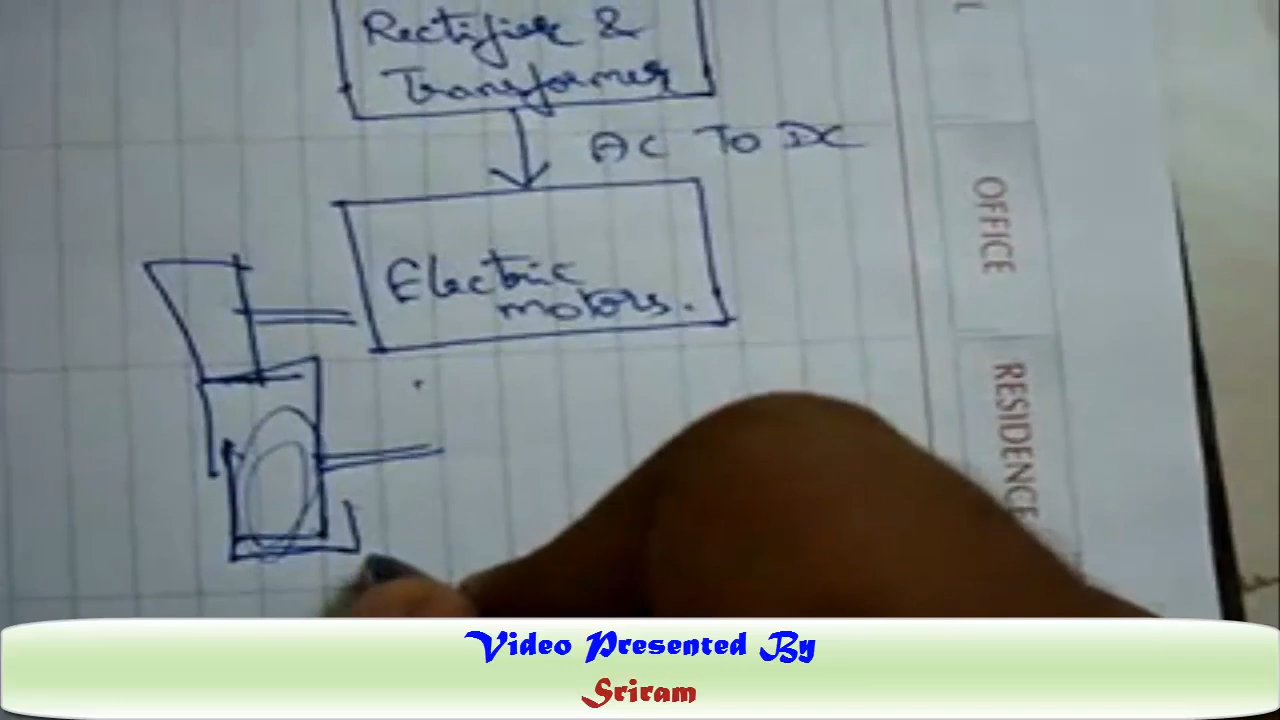 Rectifier &
Transformer
AC TO DC
Electric
motors.
OFFICE
RESIDENCE
Video Presented By
Sriram